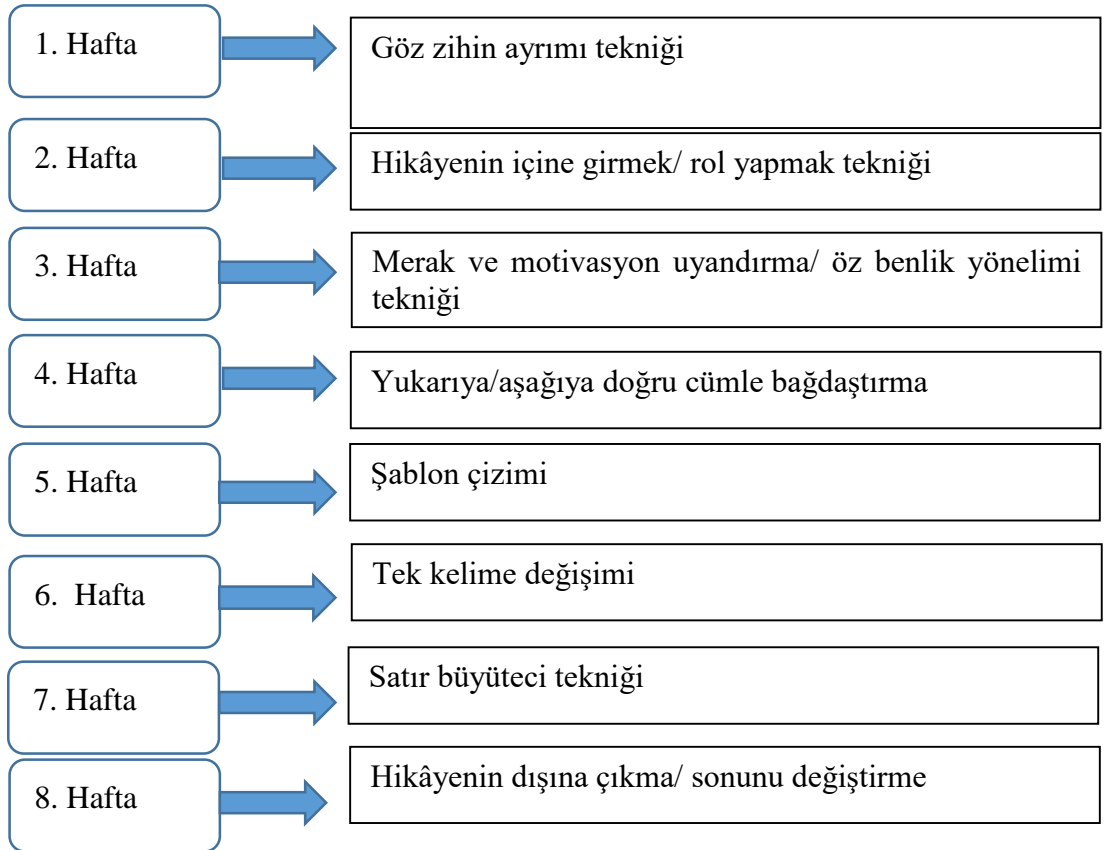 1. Hafta
Göz zihin ayrımı tekniği
2. Hafta
Hikâyenin içine girmek/ rol yapmak tekniği
3. Hafta
Merak ve motivasyon uyandırma/ öz benlik yönelimi
tekniği
4. Hafta
Yukarıya/aşağıya doğru cümle bağdaştırma
5. Hafta
Şablon çizimi
6. Hafta
Tek kelime değişimi
7. Hafta
Satır büyüteci tekniği
8. Hafta
Hikâyenin dışına çıkma/ sonunu değiştirme